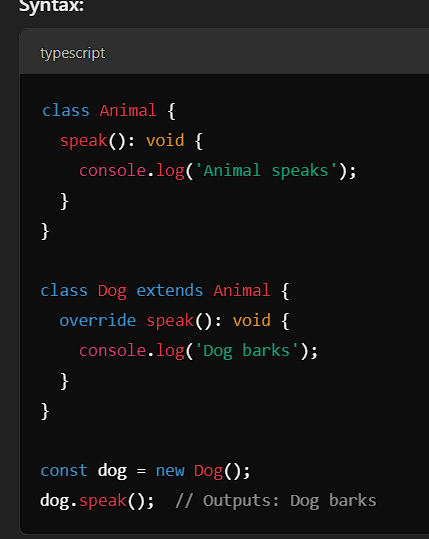 Syntax:
typescript
class Animal {
  speak(): void {
    console.log('Animal speaks');
  }
}

class Dog extends Animal {
  override speak(): void {
    console.log('Dog barks');
  }
}

const dog = new Dog();
dog.speak();  // Outputs: Dog barks